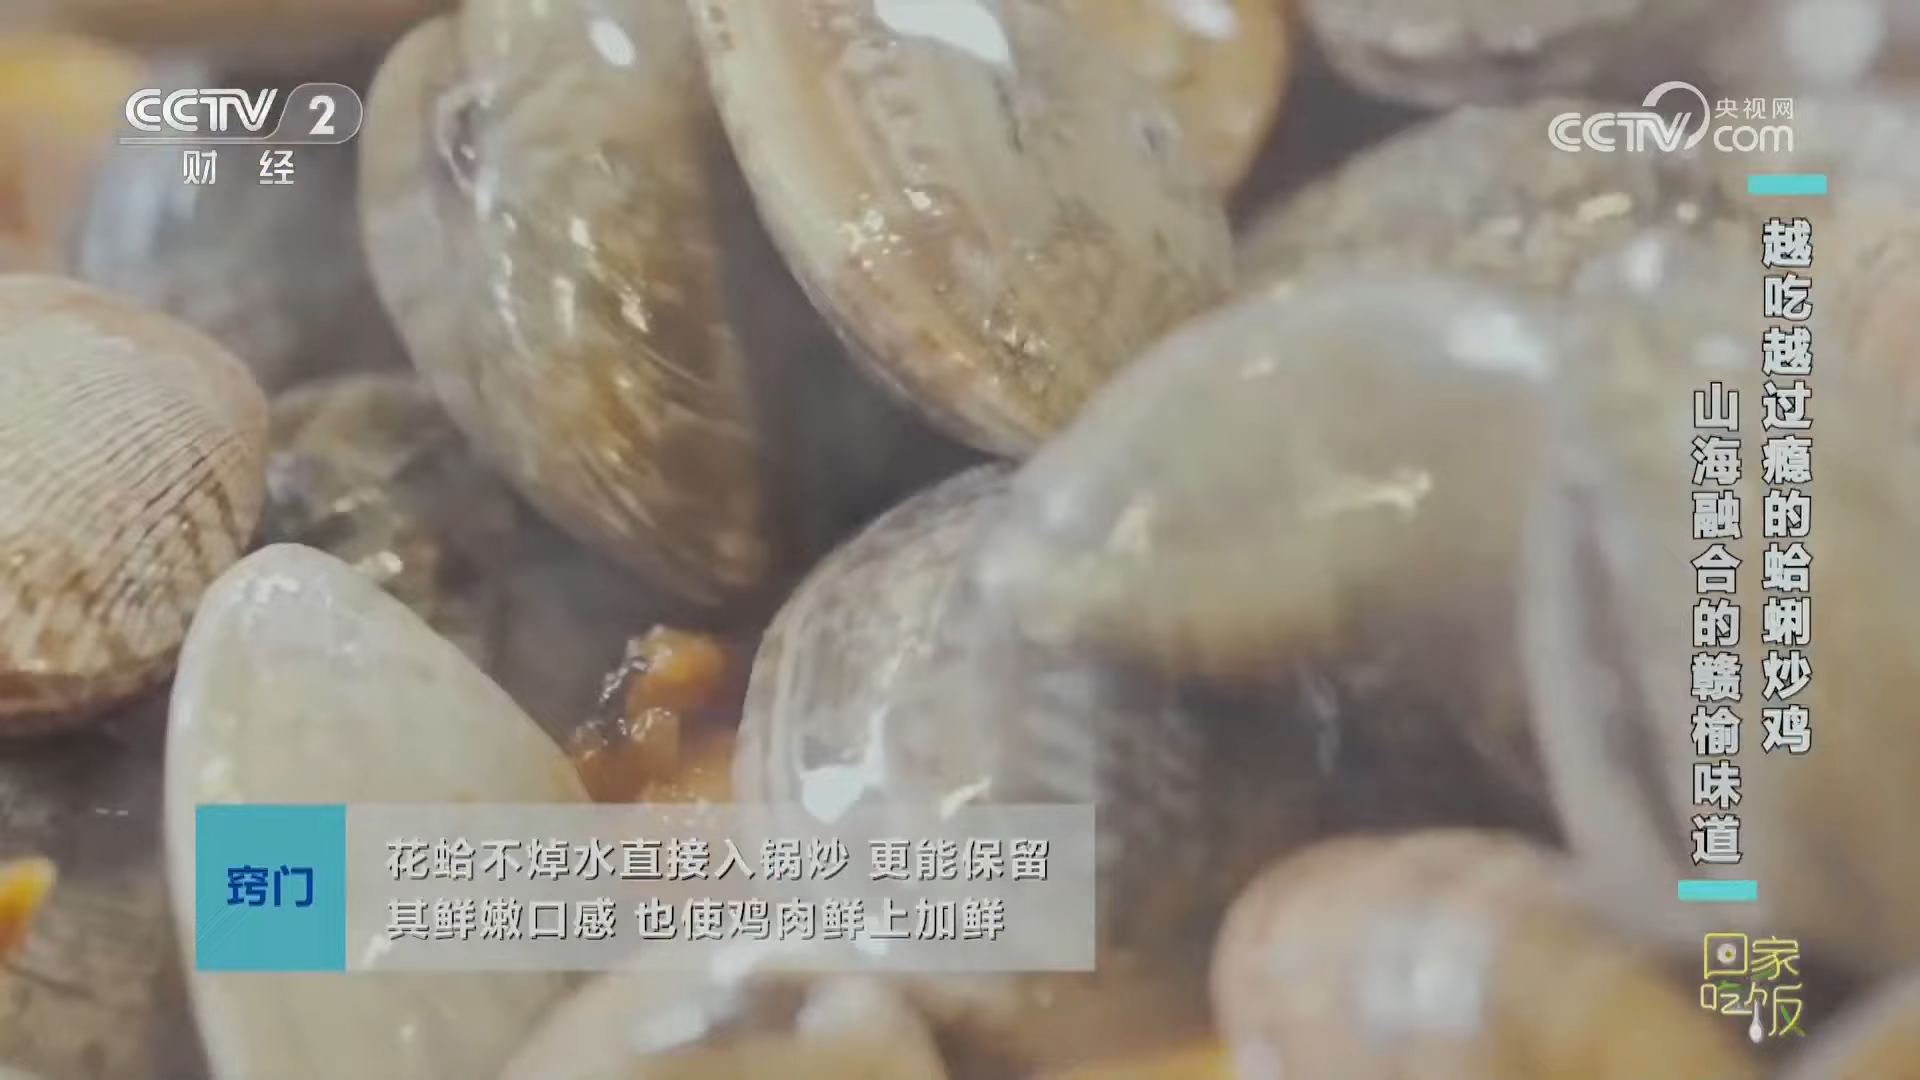 CCTV 2
财 经
央视网
CCTV com
越吃越过瘾的蛤蜊炒鸡
山海融合的赣榆味道
窍门
花蛤不焯水直接入锅炒 更能保留
其鲜嫩口感 也使鸡肉鲜上加鲜
回家
吃饭